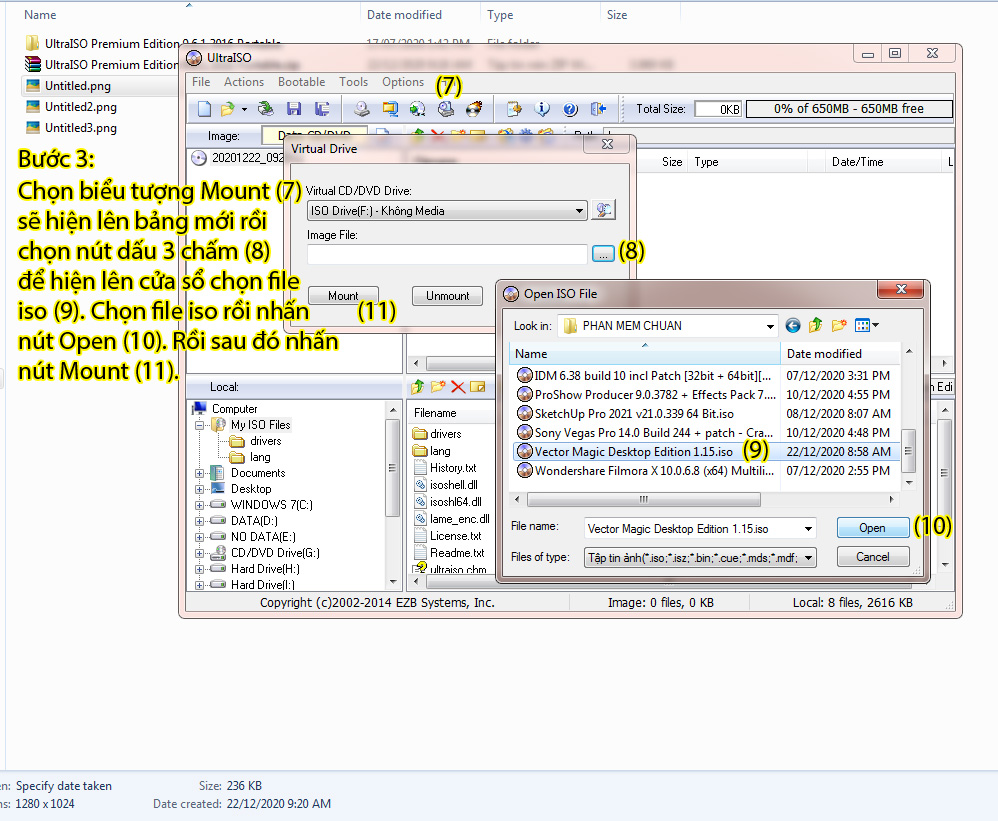 Name Date modified Type Size
UltraISO Premium Edition 9.6.1.2016 Portable 17/07/2020 1:42 PM File folder
UltraISO Premium Edition
Untitled.png
Untitled2.png
Untitled3.png
UltraISO
File Actions Bootable Tools Options
(7)
Total Size: 0KB 0% of 650MB - 650MB free
Image: Data CD/DVD
20201222_092
Size Type Date/Time
Bước 3:
Chọn biểu tượng Mount (7)
sẽ hiện lên bảng mới rồi
chọn nút dấu 3 chấm (8)
để hiện lên cửa sổ chọn file
iso (9). Chọn file iso rồi nhấn
nút Open (10). Rồi sau đó nhấn
nút Mount (11).
Virtual Drive
Virtual CD/DVD Drive:
ISO Drive(F:) - Không Media
Image File:
... (8)
Mount Unmount
(11)
Open ISO File
Look in: PHAN MEM CHUAN
Name Date modified
IDM 6.38 build 10 incl Patch [32bit + 64bit][... 07/12/2020 3:31 PM
ProShow Producer 9.0.3782 + Effects Pack 7.... 10/12/2020 4:55 PM
SketchUp Pro 2021 v21.0.339 64 Bit.iso 08/12/2020 8:07 AM
Sony Vegas Pro 14.0 Build 244 + patch - Cra... 10/12/2020 4:48 PM
Vector Magic Desktop Edition 1.15.iso (9) 22/12/2020 8:58 AM
Wondershare Filmora X 10.0.6.8 (x64) Multili... 07/12/2020 2:55 PM
File name: Vector Magic Desktop Edition 1.15.iso Open (10)
Files of type: Tập tin ảnh(*.iso;*.isz;*.bin;*.cue;*.mds;*.mdf; Cancel
Local:
Computer
My ISO Files
drivers
lang
Documents
Desktop
WINDOWS 7(C:)
DATA(D:)
NO DATA(E:)
CD/DVD Drive(G:)
Hard Drive(H:)
Hard Drive(I:)
Filename
drivers
lang
History.txt
isoshell.dll
isoshl64.dll
lame_enc.dll
License.txt
Readme.txt
ultraiso.chm
Copyright (c)2002-2014 EZB Systems, Inc. Image: 0 files, 0 KB Local: 8 files, 2616 KB
en: Specify date taken Size: 236 KB
ns: 1280 x 1024 Date created: 22/12/2020 9:20 AM